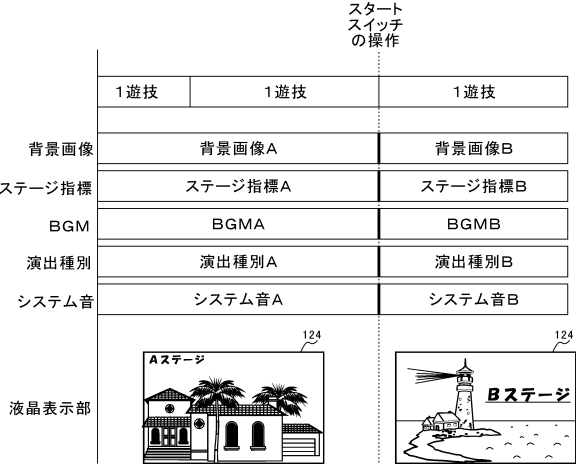 スタート
スイッチ
の操作
1遊技 1遊技 1遊技
背景画像 背景画像A 背景画像B
ステージ指標 ステージ指標A ステージ指標B
BGM BGMA BGMB
演出種別 演出種別A 演出種別B
システム音 システム音A システム音B
124 124
液晶表示部 Aステージ Bステージ